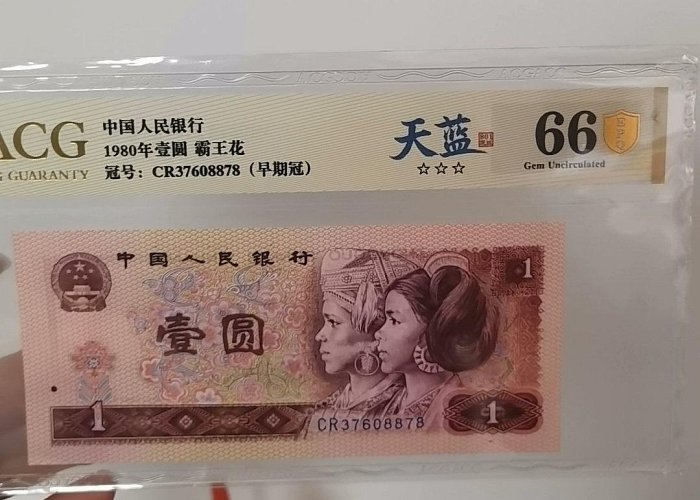 ACG
GUARANTY
中国人民银行
1980年壹圆 霸王花
冠号：CR37608878（早期冠）
天蓝
☆☆☆
66
EPQ
Gem Uncirculated
中国人民银行
1
壹圆
1
CR37608878
1